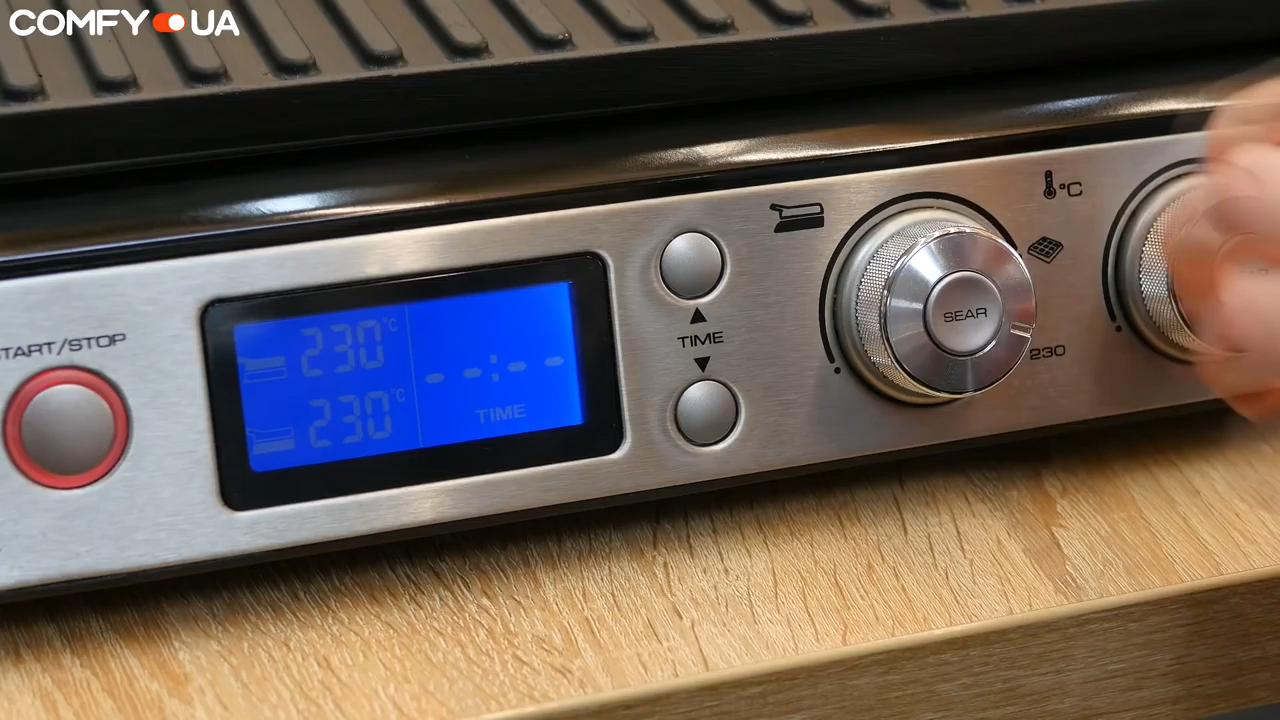 COMFY UA
START/STOP
230 °C
230 °C
--:--
TIME
TIME
SEAR
°C
230